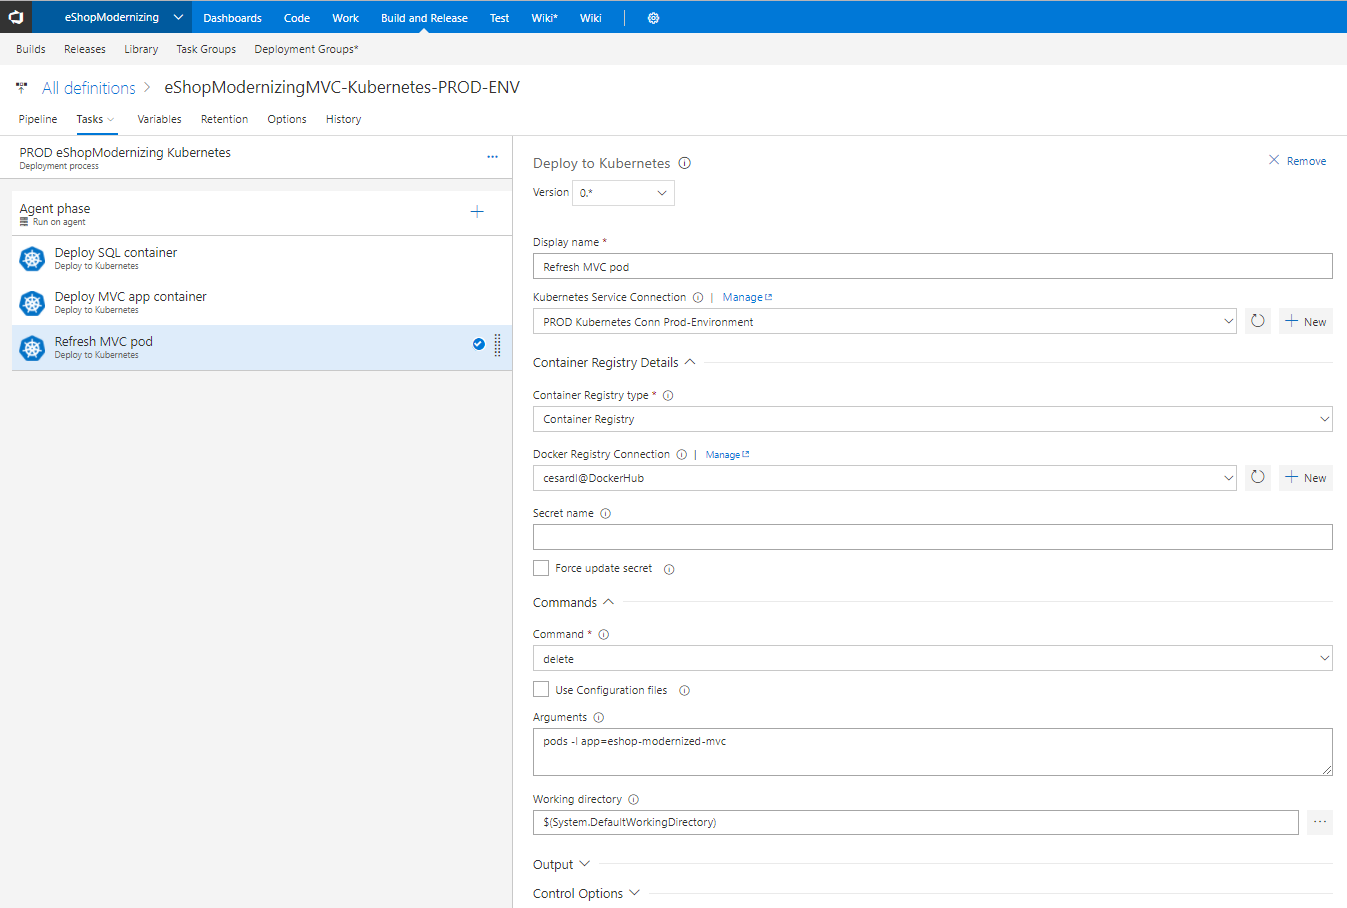 eShopModernizing Dashboards Code Work Build and Release Test Wiki* Wiki
Builds Releases Library Task Groups Deployment Groups*
All definitions > eShopModernizingMVC-Kubernetes-PROD-ENV
Pipeline Tasks Variables Retention Options History
PROD eShopModernizing Kubernetes
Deployment process
...
Agent phase
Run on agent
Deploy SQL container
Deploy to Kubernetes
Deploy MVC app container
Deploy to Kubernetes
Refresh MVC pod
Deploy to Kubernetes
Deploy to Kubernetes
Remove
Version 0.*
Display name *
Refresh MVC pod
Kubernetes Service Connection | Manage
PROD Kubernetes Conn Prod-Environment
New
Container Registry Details
Container Registry type *
Container Registry
Docker Registry Connection | Manage
cesardl@DockerHub
New
Secret name
Force update secret
Commands
Command *
delete
Use Configuration files
Arguments
pods -l app=eshop-modernized-mvc
Working directory
$(System.DefaultWorkingDirectory)
...
Output
Control Options